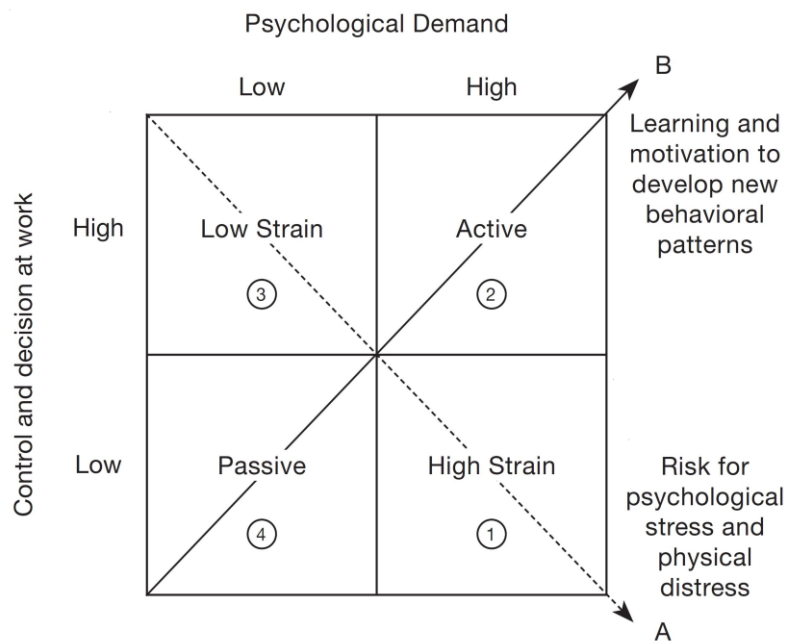 Psychological Demand
Low
High
B
Learning and
motivation to
develop new
behavioral
patterns
Control and decision at work
High
Low Strain
Active
3
2
Low
Passive
High Strain
4
1
Risk for
psychological
stress and
physical
distress
A